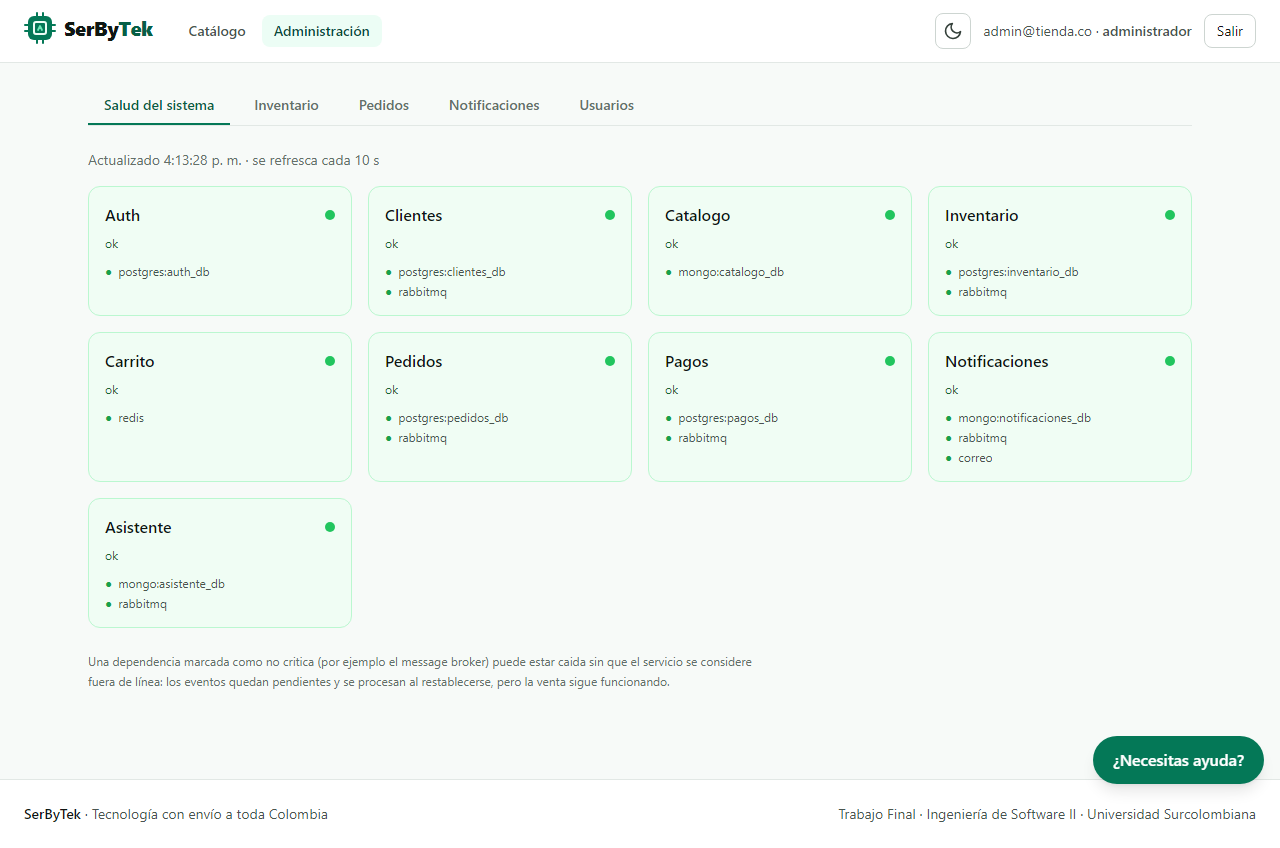 SerByTek
Catálogo
Administración
admin@tienda.co · administrador
Salir
Salud del sistema
Inventario
Pedidos
Notificaciones
Usuarios
Actualizado 4:13:28 p. m. · se refresca cada 10 s
Auth
ok
• postgres:auth_db
Clientes
ok
• postgres:clientes_db
• rabbitmq
Catalogo
ok
• mongo:catalogo_db
Inventario
ok
• postgres:inventario_db
• rabbitmq
Carrito
ok
• redis
Pedidos
ok
• postgres:pedidos_db
• rabbitmq
Pagos
ok
• postgres:pagos_db
• rabbitmq
Notificaciones
ok
• mongo:notificaciones_db
• rabbitmq
• correo
Asistente
ok
• mongo:asistente_db
• rabbitmq
Una dependencia marcada como no critica (por ejemplo el message broker) puede estar caida sin que el servicio se considere
fuera de línea: los eventos quedan pendientes y se procesan al restablecerse, pero la venta sigue funcionando.
¿Necesitas ayuda?
SerByTek · Tecnología con envío a toda Colombia
Trabajo Final · Ingeniería de Software II · Universidad Surcolombiana